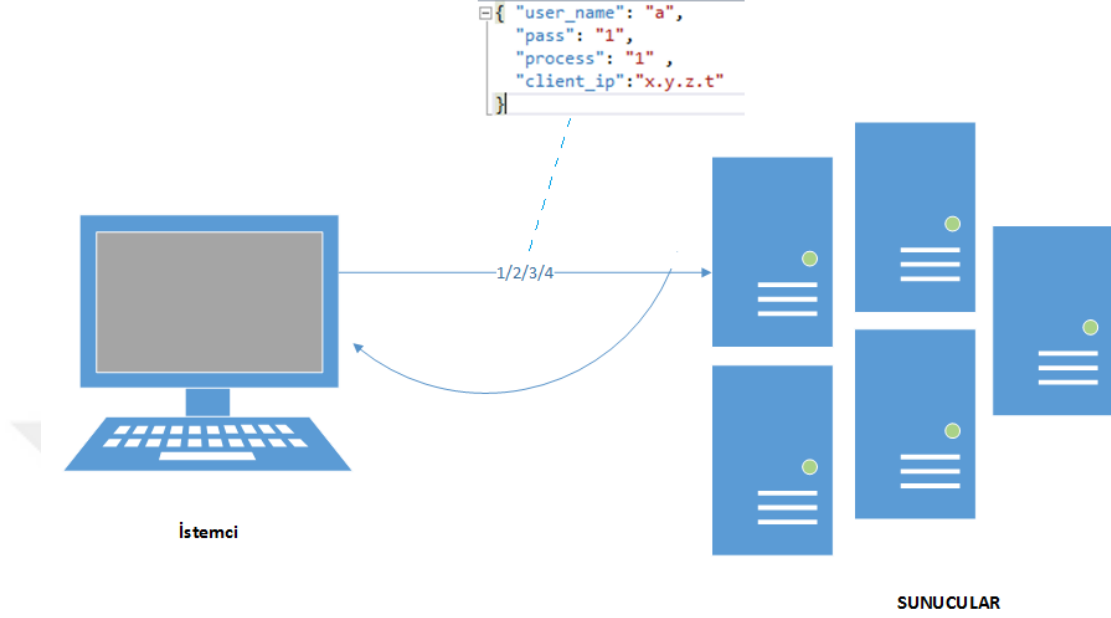 { "user_name": "a",
"pass": "1",
"process": "1" ,
"client_ip":"x.y.z.t"
}
1/2/3/4
İstemci
SUNUCULAR